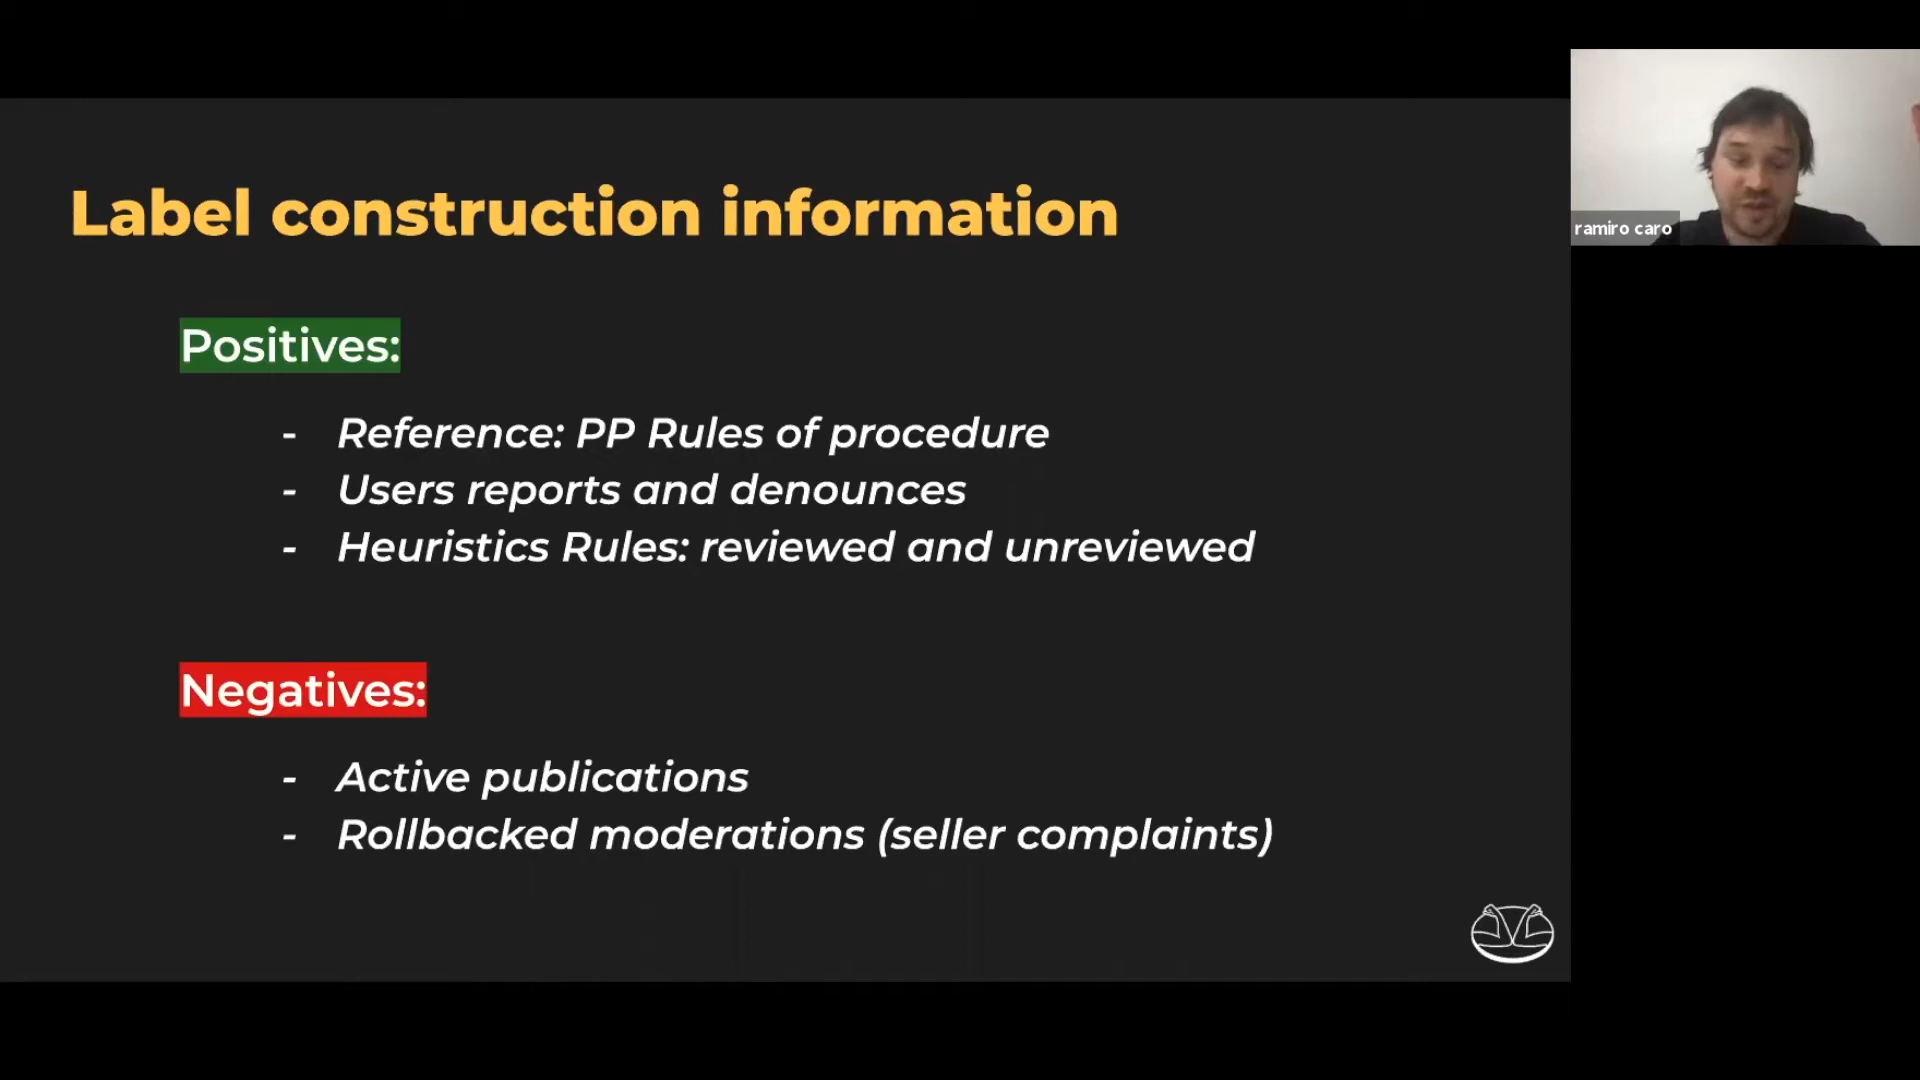 Label construction information
Positives:
- Reference: PP Rules of procedure
- Users reports and denounces
- Heuristics Rules: reviewed and unreviewed
Negatives:
- Active publications
- Rollbacked moderations (seller complaints)
ramiro caro